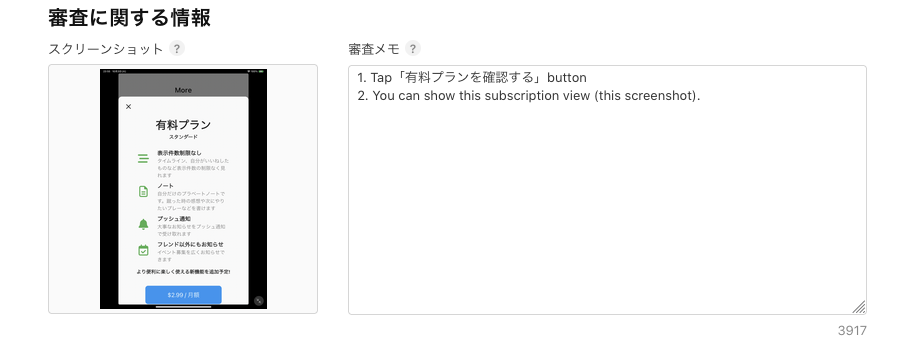 審査に関する情報
スクリーンショット ?
審査メモ ?
More
有料プラン
スタンダード
表示件数制限なし
タイムライン、自分がいいねした
ものなど表示件数の制限なく見
れます
ノート
自分だけのプラベートノートで
す。蹴った時の感想や次にやり
たいプレーなどを書けます
プッシュ通知
大事なお知らせをプッシュ通知
で受け取れます
フレンド以外にもお知らせ
イベント募集を広くお知らせで
きます
より便利に楽しく使える新機能を追加予定!
$2.99 / 月額
1. Tap「有料プランを確認する」button
2. You can show this subscription view (this screenshot).
3917